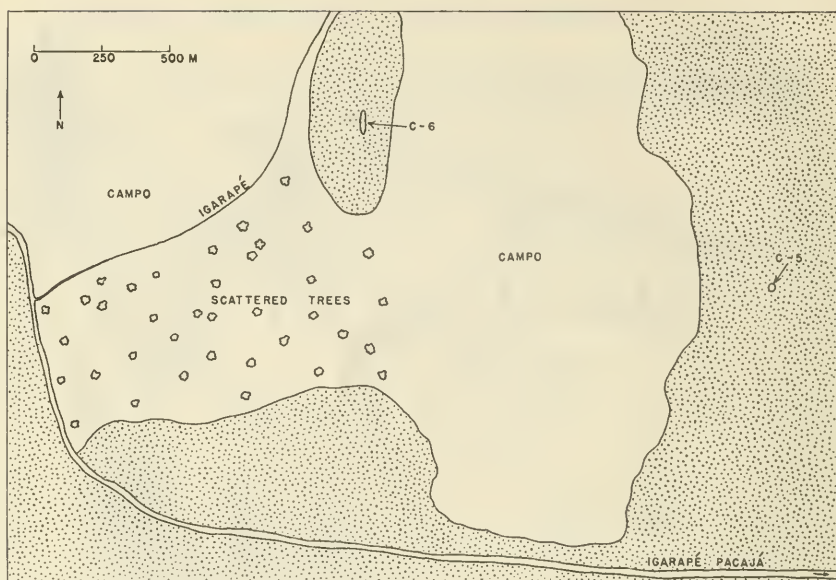 0 250 500 M
N
C-6
CAMPO
IGARAPÉ
CAMPO
C-5
SCATTERED TREES
IGARAPÉ PACAJÁ